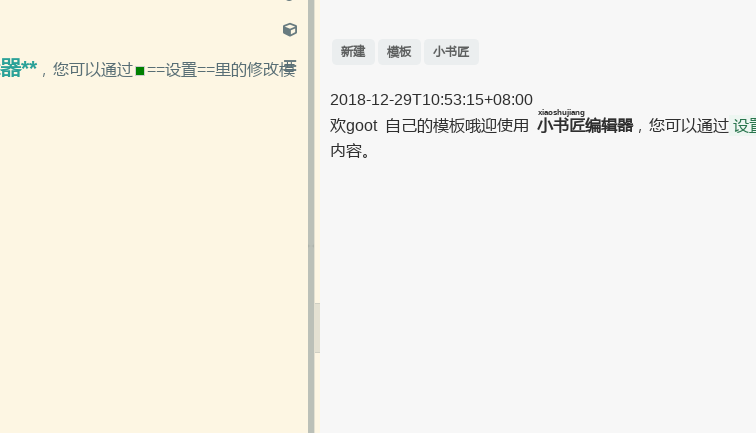 器**，您可以通过==设置==里的修改模
新建 模板 小书匠
2018-12-29T10:53:15+08:00
xiaoshujiang
欢goot 自己的模板哦迎使用 小书匠编辑器，您可以通过 设
内容。